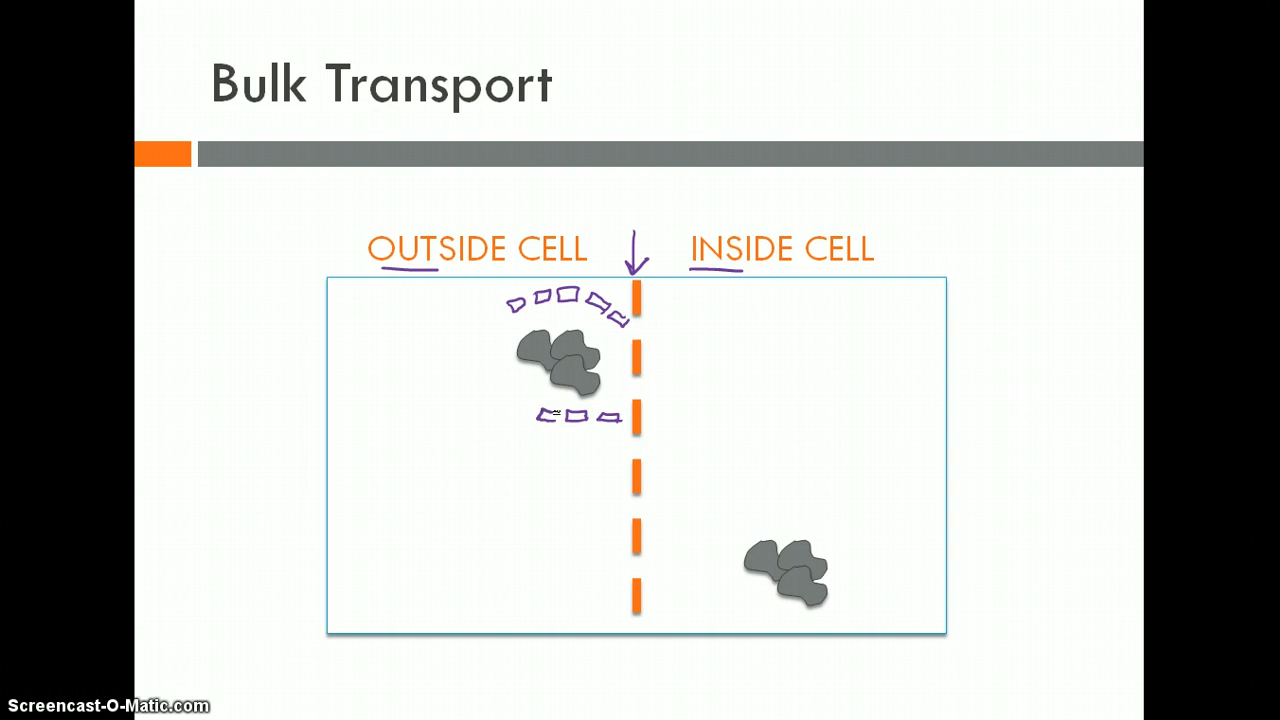 Bulk Transport
OUTSIDE CELL INSIDE CELL
Screencast-O-Matic.com